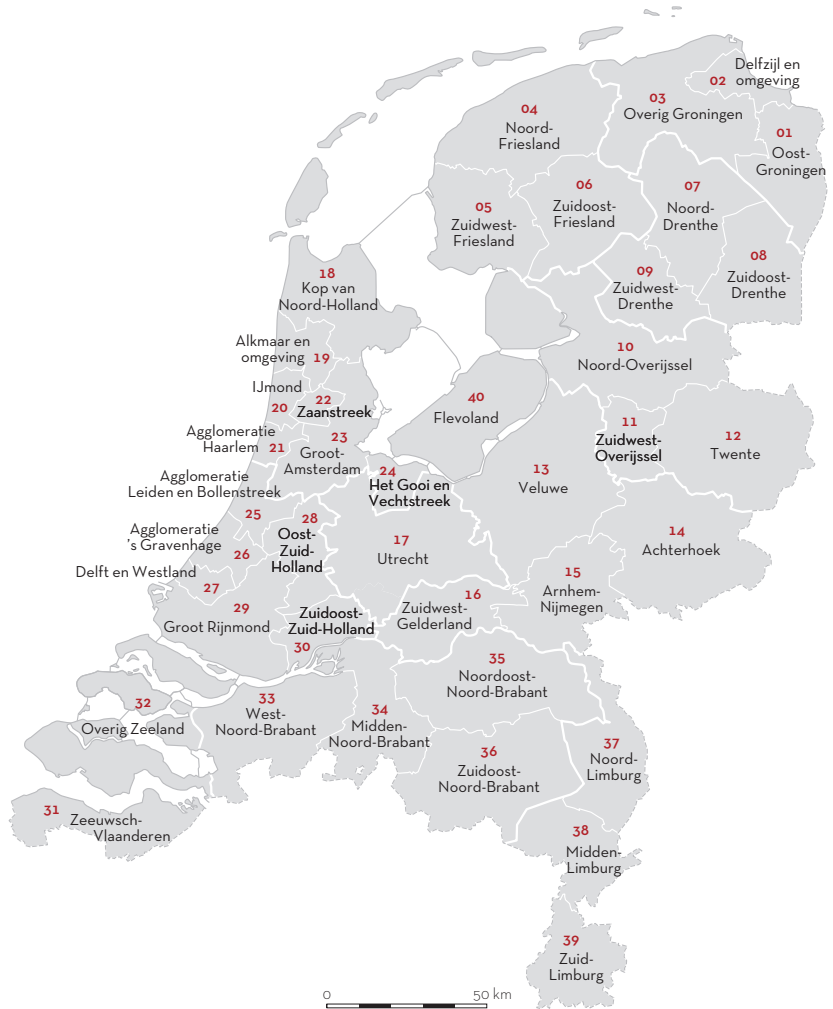 Delfzijl en
02 omgeving
03
Overig Groningen
04
Noord-
Friesland
01
Oost-
Groningen
05
Zuidwest-
Friesland
06
Zuidoost-
Friesland
07
Noord-
Drenthe
08
Zuidoost-
Drenthe
09
Zuidwest-
Drenthe
18
Kop van
Noord-Holland
Alkmaar en
omgeving 19
10
Noord-Overijssel
IJmond
20
22
Zaanstreek
40
Flevoland
Agglomeratie
Haarlem 21
23
Groot-
Amsterdam
11
Zuidwest-
Overijssel
12
Twente
24
Het Gooi en
Vechtstreek
13
Veluwe
Agglomeratie
Leiden en Bollenstreek
25
28
Oost-
Zuid-
Holland
Agglomeratie
's Gravenhage
26
17
Utrecht
14
Achterhoek
Delft en Westland
27
15
Arnhem-
Nijmegen
16
Zuidwest-
Gelderland
29
Groot Rijnmond
Zuidoost-
Zuid-Holland
30
35
Noordoost-
Noord-Brabant
32
Overig Zeeland
33
West-
Noord-Brabant
34
Midden-
Noord-Brabant
36
Zuidoost-
Noord-Brabant
37
Noord-
Limburg
31
Zeeuwsch-
Vlaanderen
38
Midden-
Limburg
39
Zuid-
Limburg
0 50 km